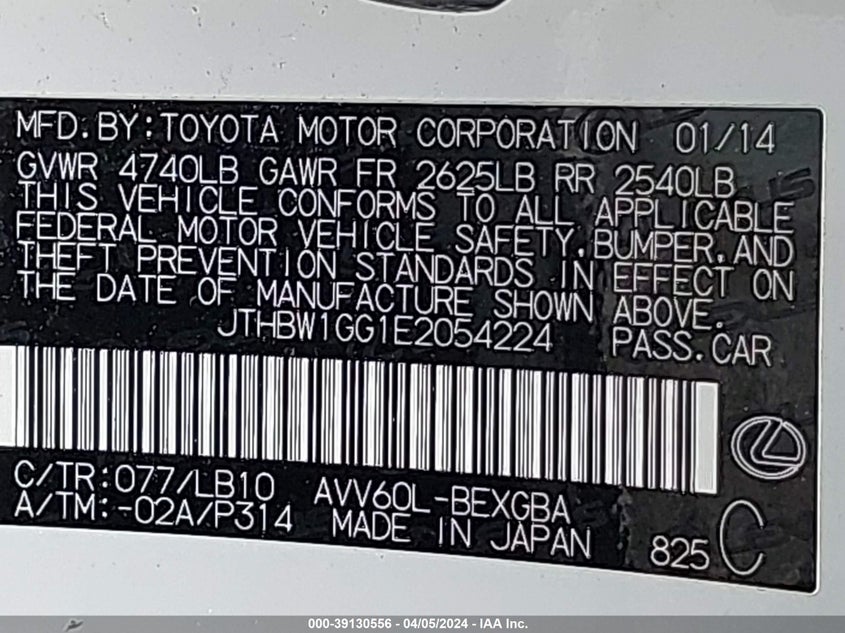 MFD.BY:TOYOTA MOTOR CORPORATION 01/14
GVWR 4740LB GAWR FR 2625LB RR 2540LB
THIS VEHICLE CONFORMS TO ALL APPLICABLE
FEDERAL MOTOR VEHICLE SAFETY,BUMPER,AND
THEFT PREVENTION STANDARDS IN EFFECT ON
THE DATE OF MANUFACTURE SHOWN ABOVE.
JTHBW1GG1E2054224 PASS.CAR
C/TR:077/LB10 AVV60L-BEXGBA
A/TM:-02A/P314 MADE IN JAPAN 825 C
000-39130556 - 04/05/2024 - IAA Inc.